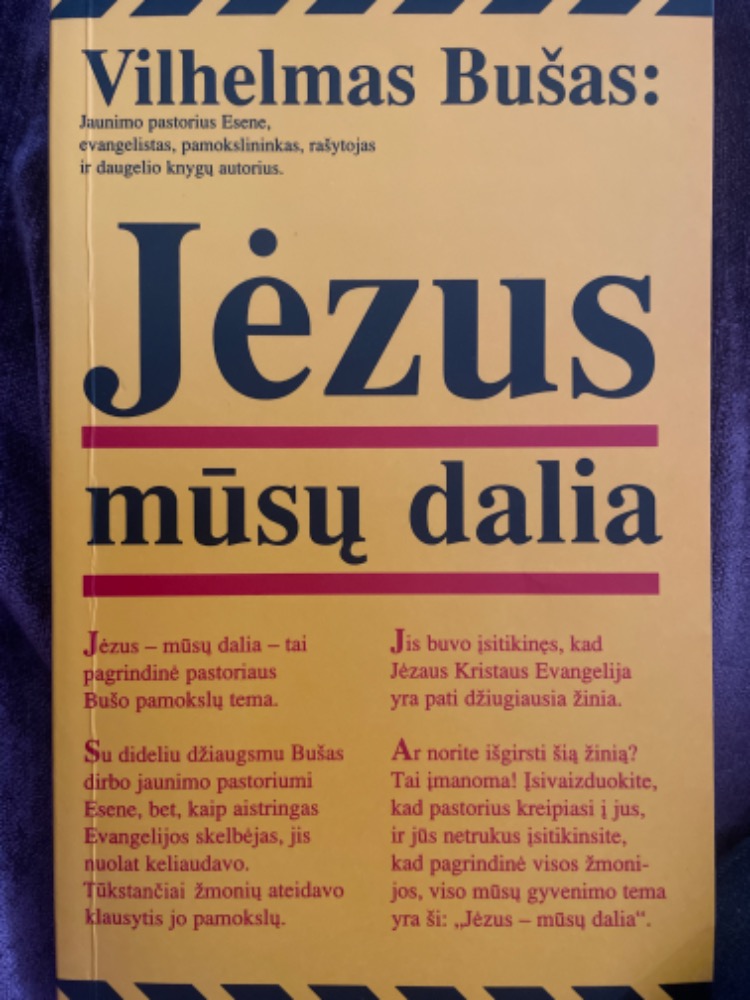 Vilhelmas Bušas:
Jaunimo pastorius Esene,
evangelistas, pamokslininkas, rašytojas
ir daugelio knygų autorius.
Jėzus
mūsų dalia
Jėzus – mūsų dalia – tai
pagrindinė pastoriaus
Bušo pamokslų tema.
Su dideliu džiaugsmu Bušas
dirbo jaunimo pastoriumi
Esene, bet, kaip aistringas
Evangelijos skelbėjas, jis
nuolat keliaudavo.
Tūkstančiai žmonių ateidavo
klausytis jo pamokslų.
Jis buvo įsitikinęs, kad
Jėzaus Kristaus Evangelija
yra pati džiugiausia žinia.
Ar norite išgirsti šią žinią?
Tai įmanoma! Įsivaizduokite,
kad pastorius kreipiasi į jus,
ir jūs netrukus įsitikinsite,
kad pagrindinė visos žmoni-
jos, viso mūsų gyvenimo tema
yra ši: „Jėzus – mūsų dalia“.